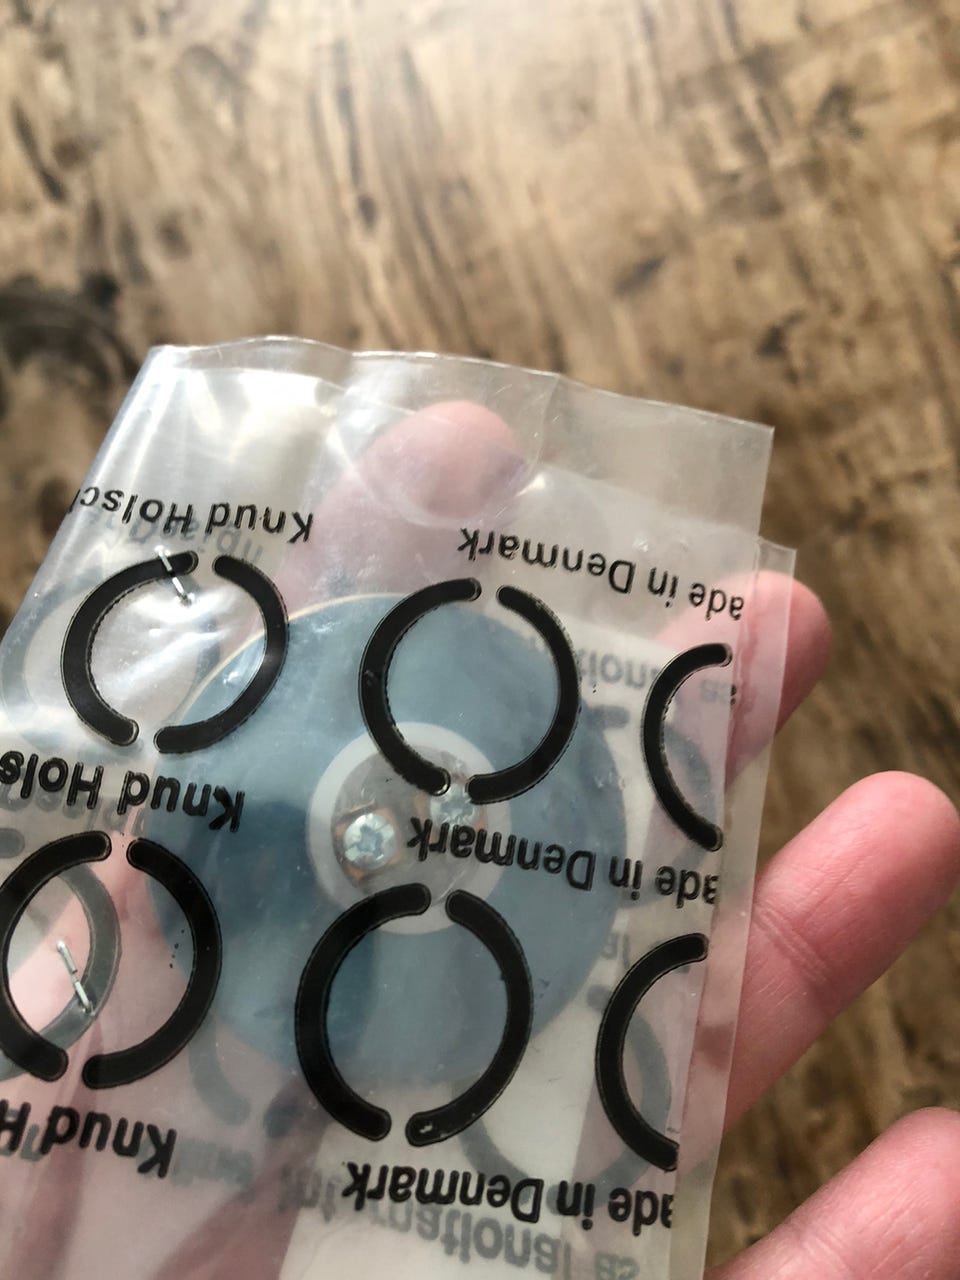 Knud Holsc
ade in Denmark
Knud Hols
ade in Denmark
Knud H
ade in Denmark